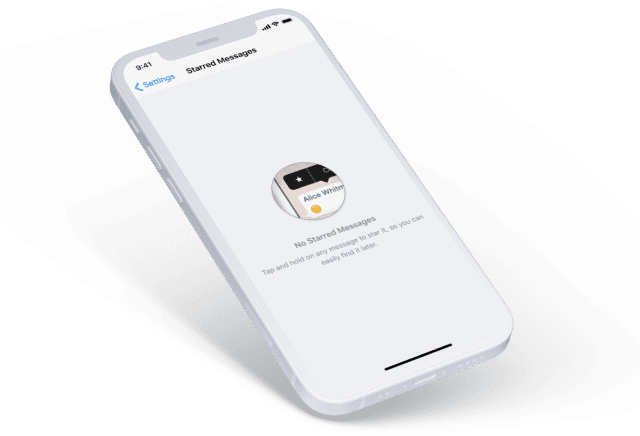 9:41
Settings
Starred Messages
Alice Whitm
No Starred Messages
Tap and hold on any message to star it, so you can
easily find it later.